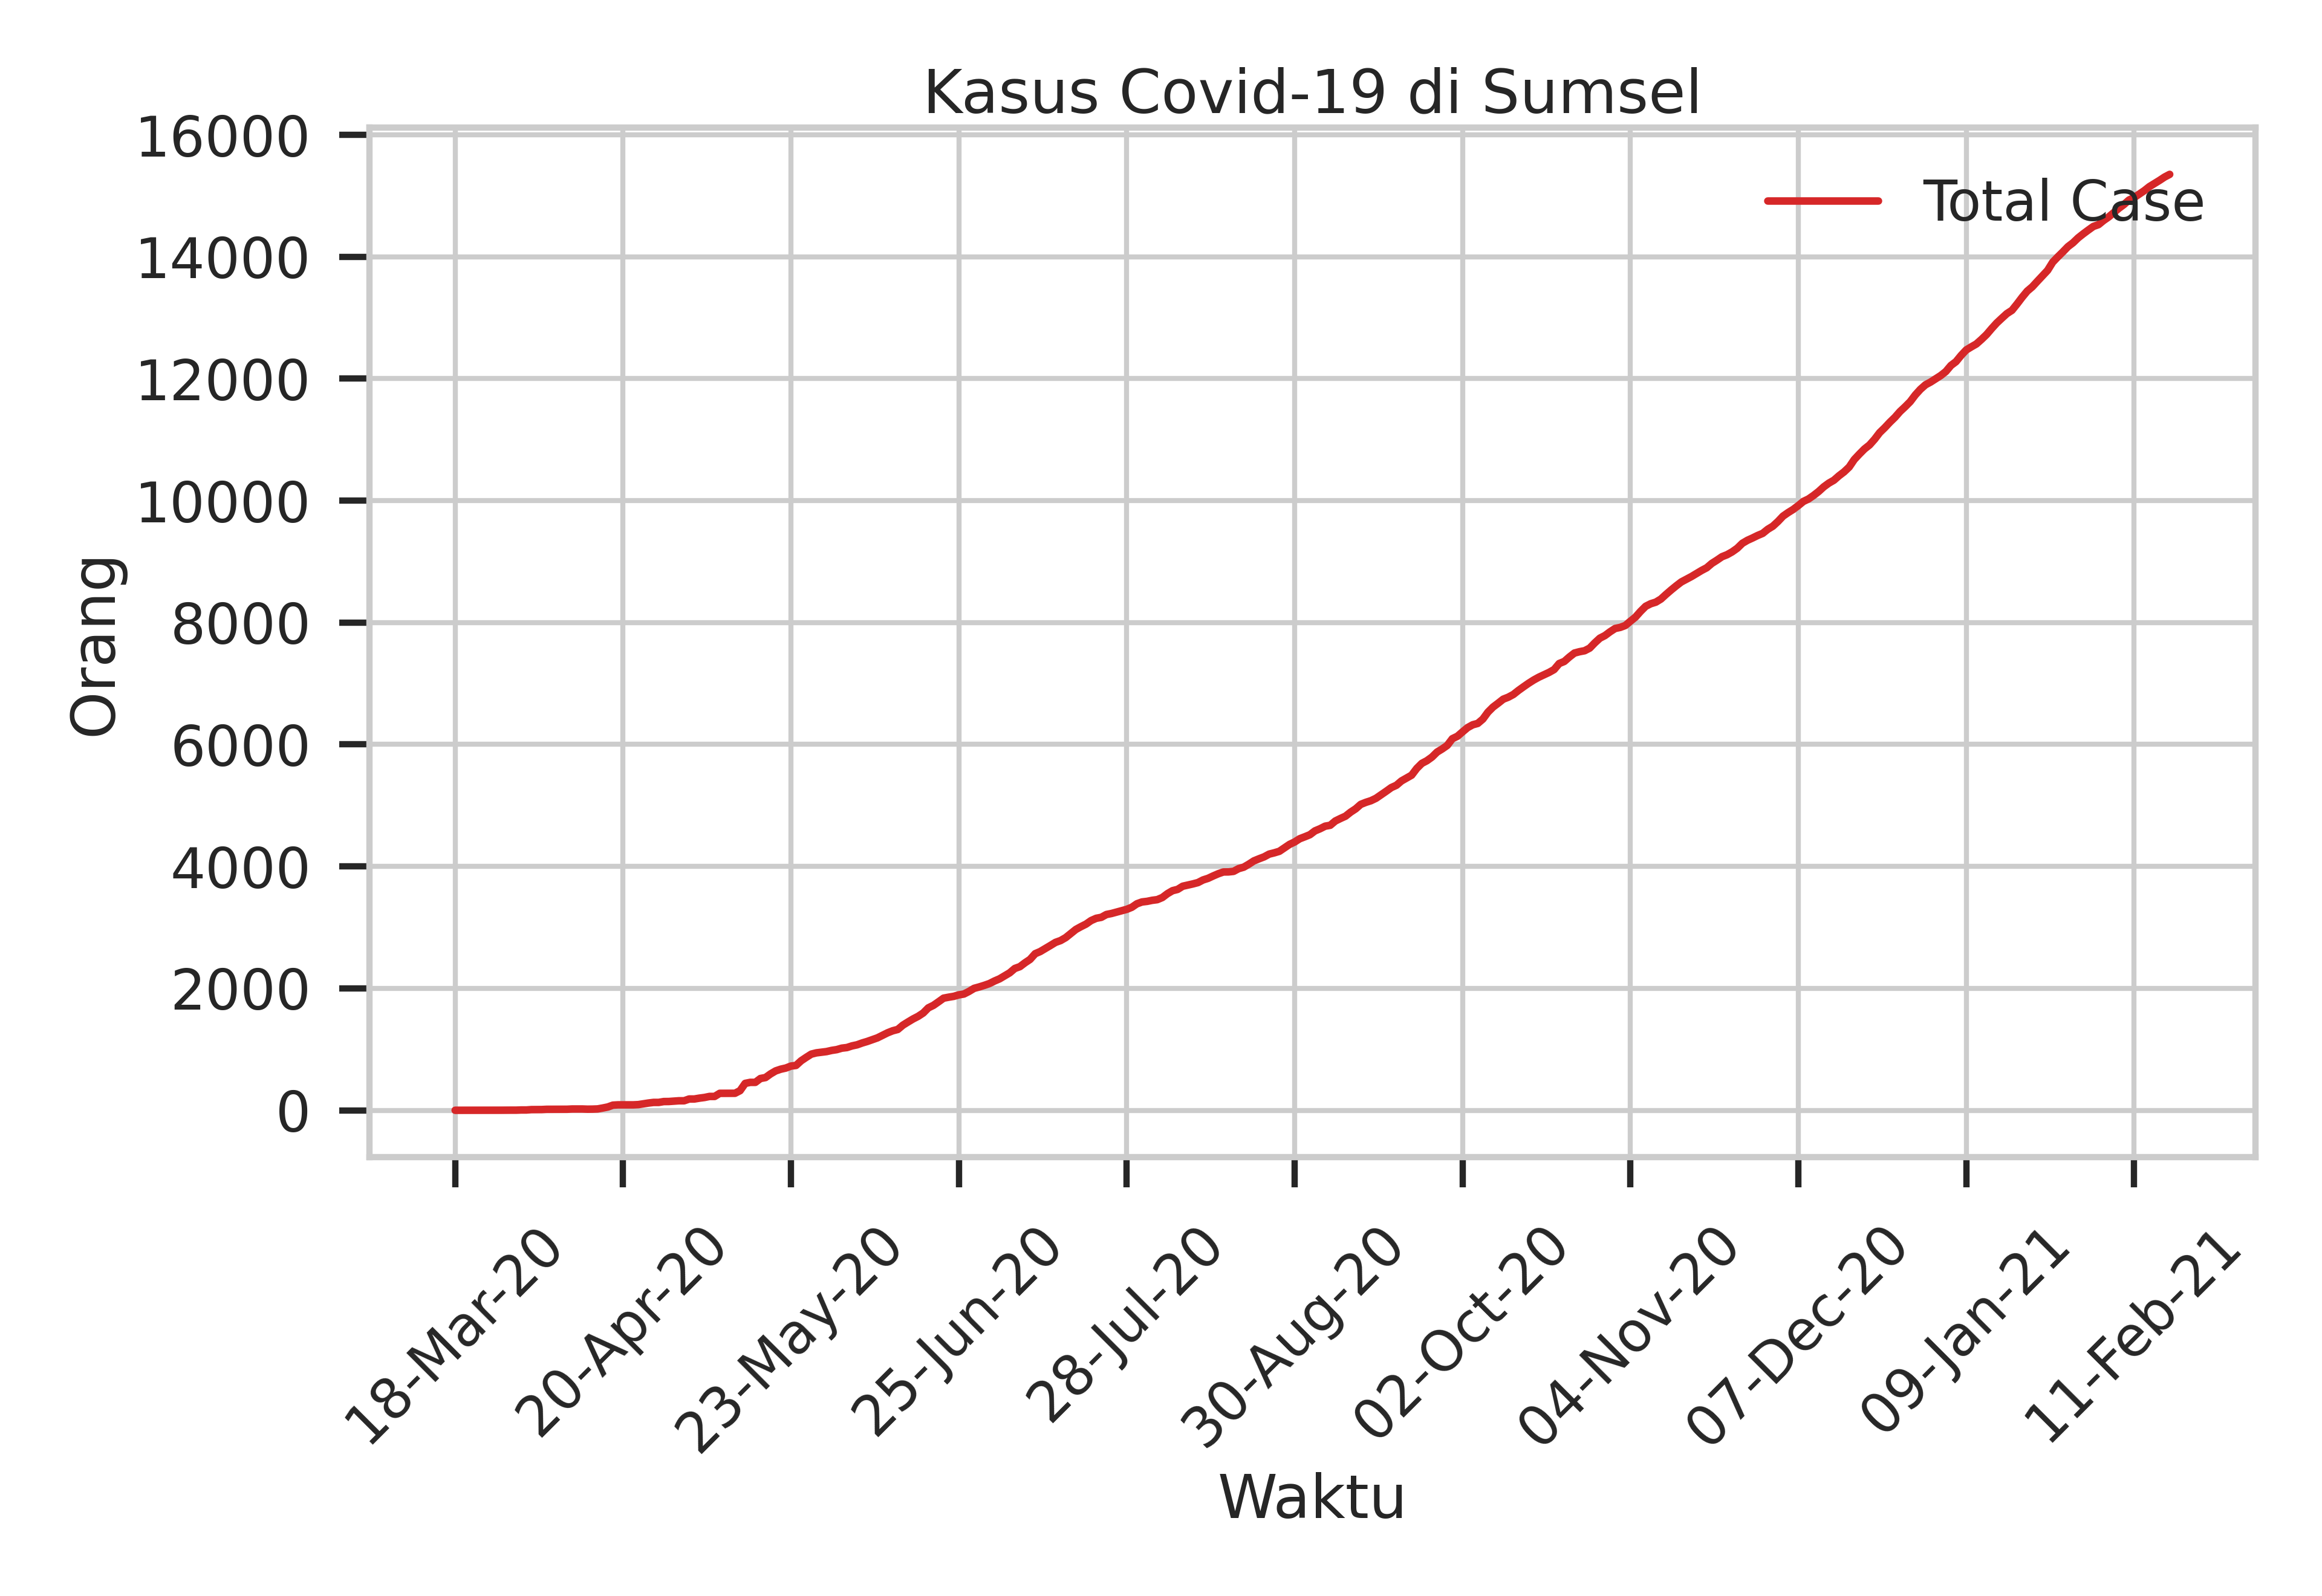 Kasus Covid-19 di Sumsel
Total Case
16000
14000
12000
10000
8000
6000
4000
2000
0
Orang
18-Mar-20
20-Apr-20
23-May-20
25-Jun-20
28-Jul-20
30-Aug-20
02-Oct-20
04-Nov-20
07-Dec-20
09-Jan-21
11-Feb-21
Waktu